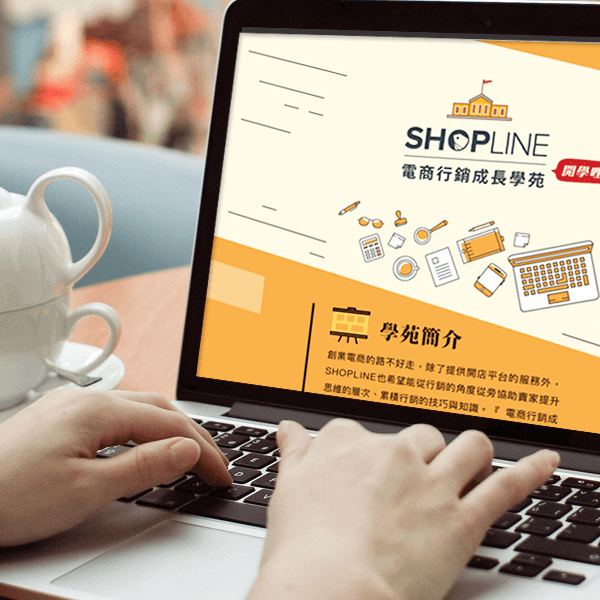 SHOPLINE
電商行銷成長學苑
開學
學苑簡介
創業電商的路不好走，除了提供開店平台的服務外，
SHOPLINE也希望能從行銷的角度從旁協助賣家提升
思維的層次、累積行銷的技巧與知識。『 電商行銷成